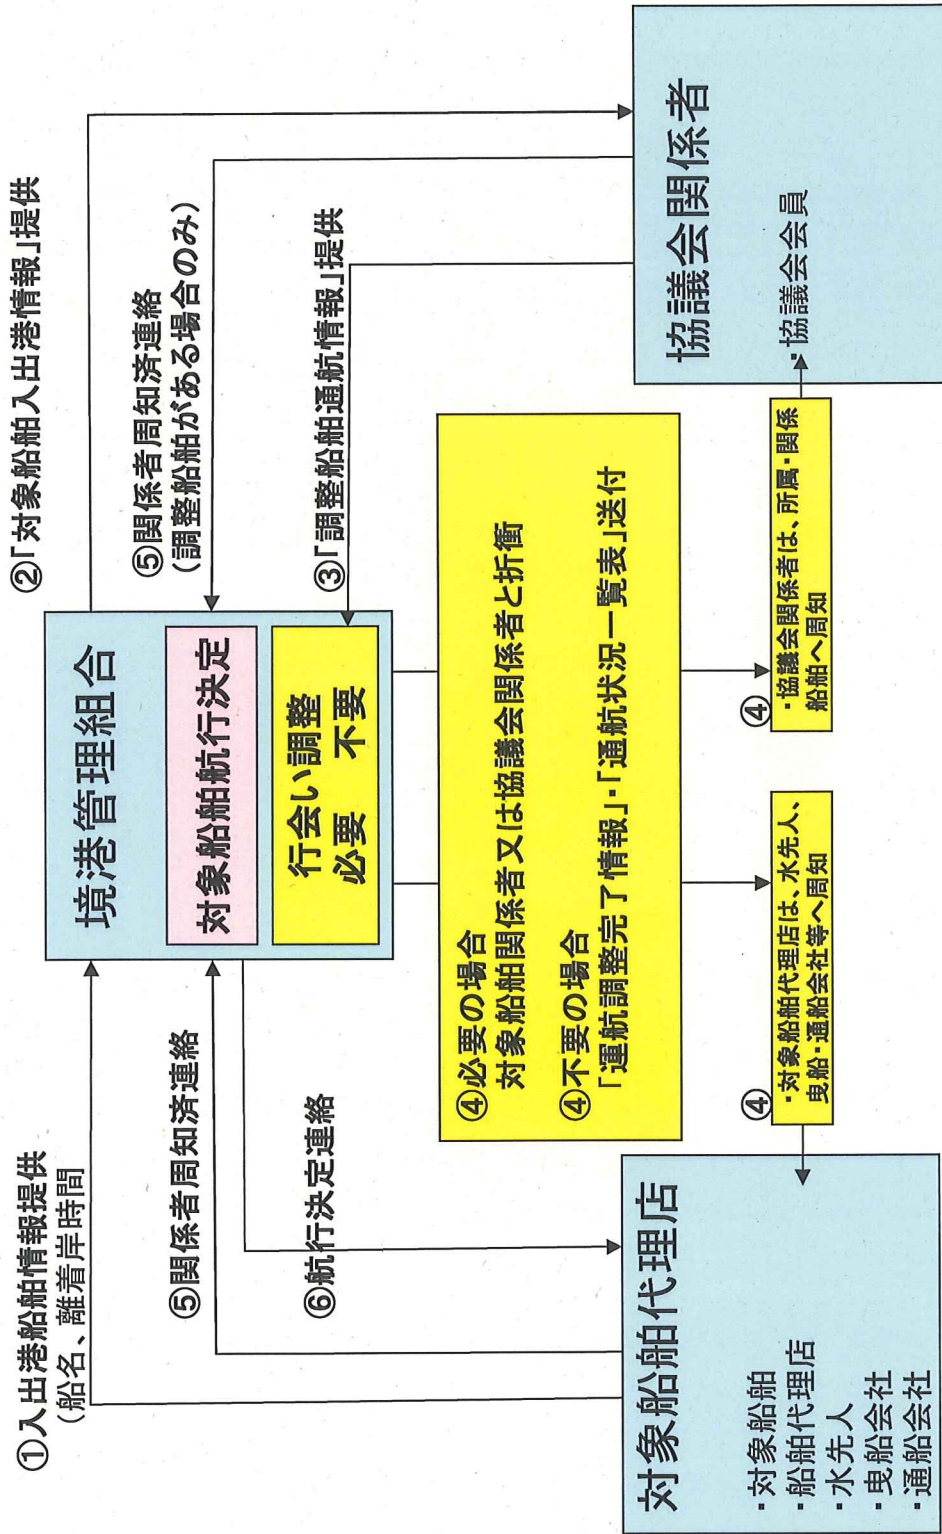 ①入出港船舶情報提供
(船名、離着岸時間
⑤関係者周知済連絡
⑥航行決定連絡
境港管理組合
対象船舶航行決定
行会い調整
必要 不要
②「対象船舶入出港情報」提供
⑤関係者周知済連絡
(調整船舶がある場合のみ)
③「調整船舶通航情報」提供
④必要の場合
対象船舶関係者又は協議会関係者と折衝
④不要の場合
「運航調整完了情報」・「通航状況一覧表」送付
対象船舶代理店
・対象船舶
・船舶代理店
・水先人
・曳船会社
・通船会社
④
・対象船舶代理店は、水先人、
曳船・通船会社等へ周知
④
・協議会関係者は、所属・関係
船舶へ周知
協議会関係者
・協議会会員